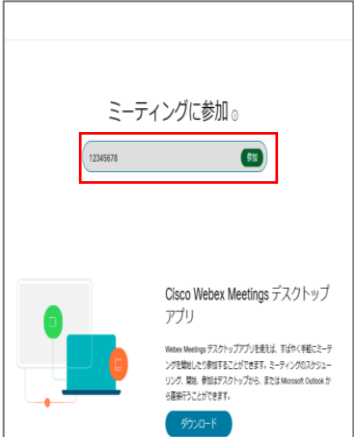 ミーティングに参加
12345678
参加
Cisco Webex Meetings デスクトップ
アプリ
Webex Meetings デスクトップアプリを使えば、すばやく手軽にミーテ
ィングを開始したり参加することができます。ミーティングのスケジュー
リング、開始、参加はデスクトップから、または Microsoft Outlook か
ら直接行うことができます。
ダウンロード